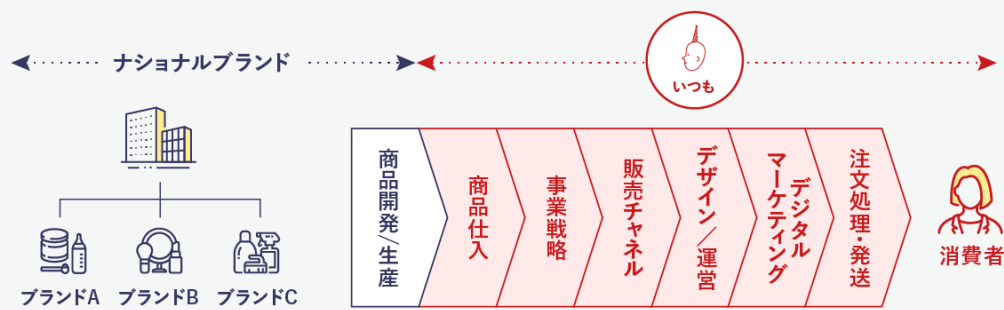 ナショナルブランド
いつも
商品開発/生産
商品仕入
事業戦略
販売チャネル
デザイン／運営
デジタル
マーケティング
注文処理・発送
消費者
ブランドA
ブランドB
ブランドC